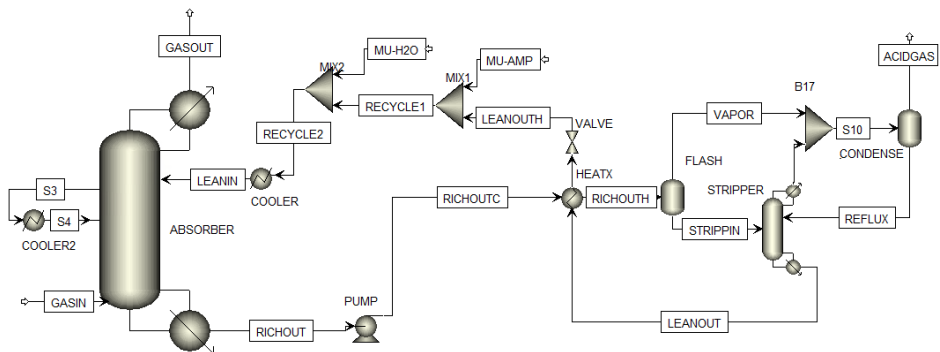 GASOUT
S3
S4
COOLER2
GASIN
ABSORBER
LEANIN
COOLER
RECYCLE2
MIX2
MU-H2O
RECYCLE1
MIX1
MU-AMP
LEANOUTH
VALVE
HEATX
RICHOUT
PUMP
RICHOUTC
RICHOUTH
FLASH
VAPOR
STRIPPIN
STRIPPER
LEANOUT
B17
S10
CONDENSE
ACIDGAS
REFLUX